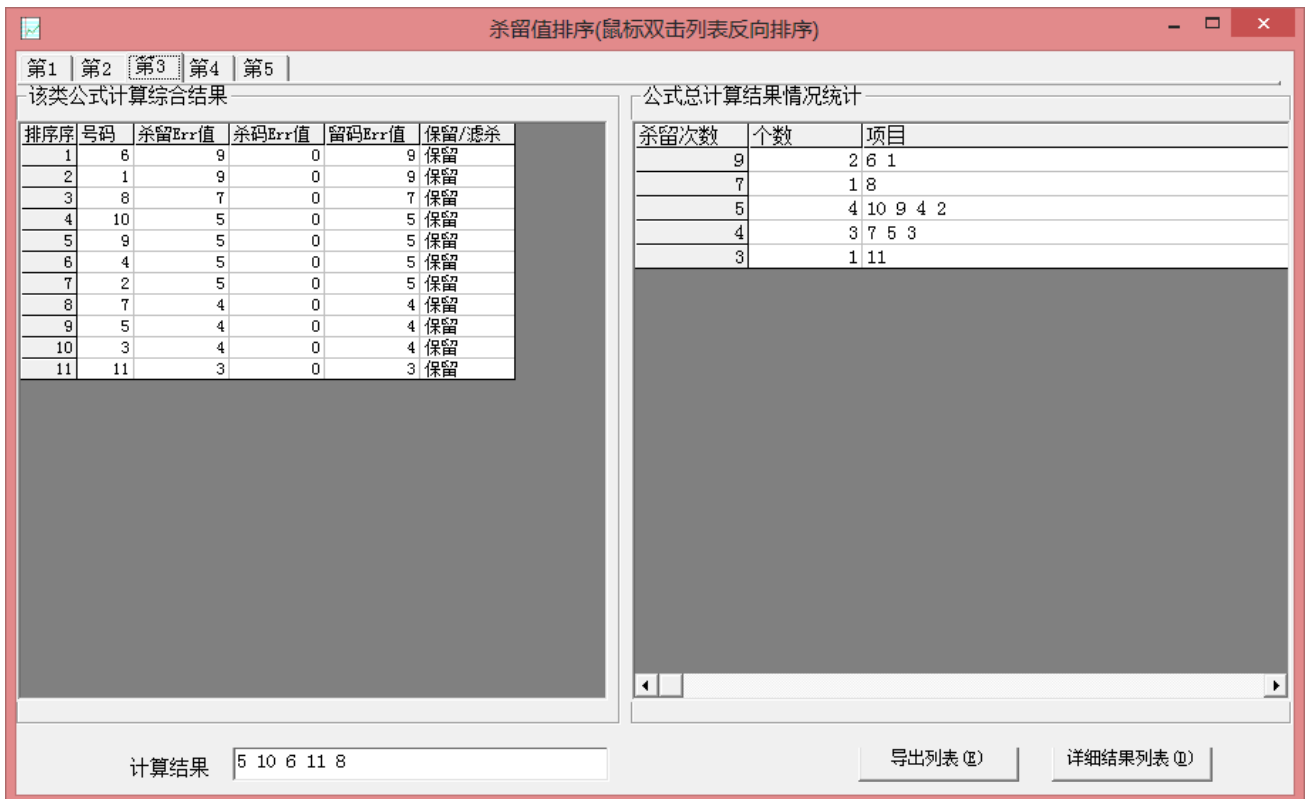 杀留值排序(鼠标双击列表反向排序)
第1 第2 第3 第4 第5
该类公式计算综合结果
排序序 号码 杀留Err值 杀码Err值 留码Err值 保留/滤杀
1 6 9 0 9 保留
2 1 9 0 9 保留
3 8 7 0 7 保留
4 10 5 0 5 保留
5 9 5 0 5 保留
6 4 5 0 5 保留
7 2 5 0 5 保留
8 7 4 0 4 保留
9 5 4 0 4 保留
10 3 4 0 4 保留
11 11 3 0 3 保留
公式总计算结果情况统计
杀留次数 个数 项目
9 2 6 1
7 1 8
5 4 10 9 4 2
4 3 7 5 3
3 1 11
计算结果 5 10 6 11 8
导出列表(E) 详细结果列表(D)